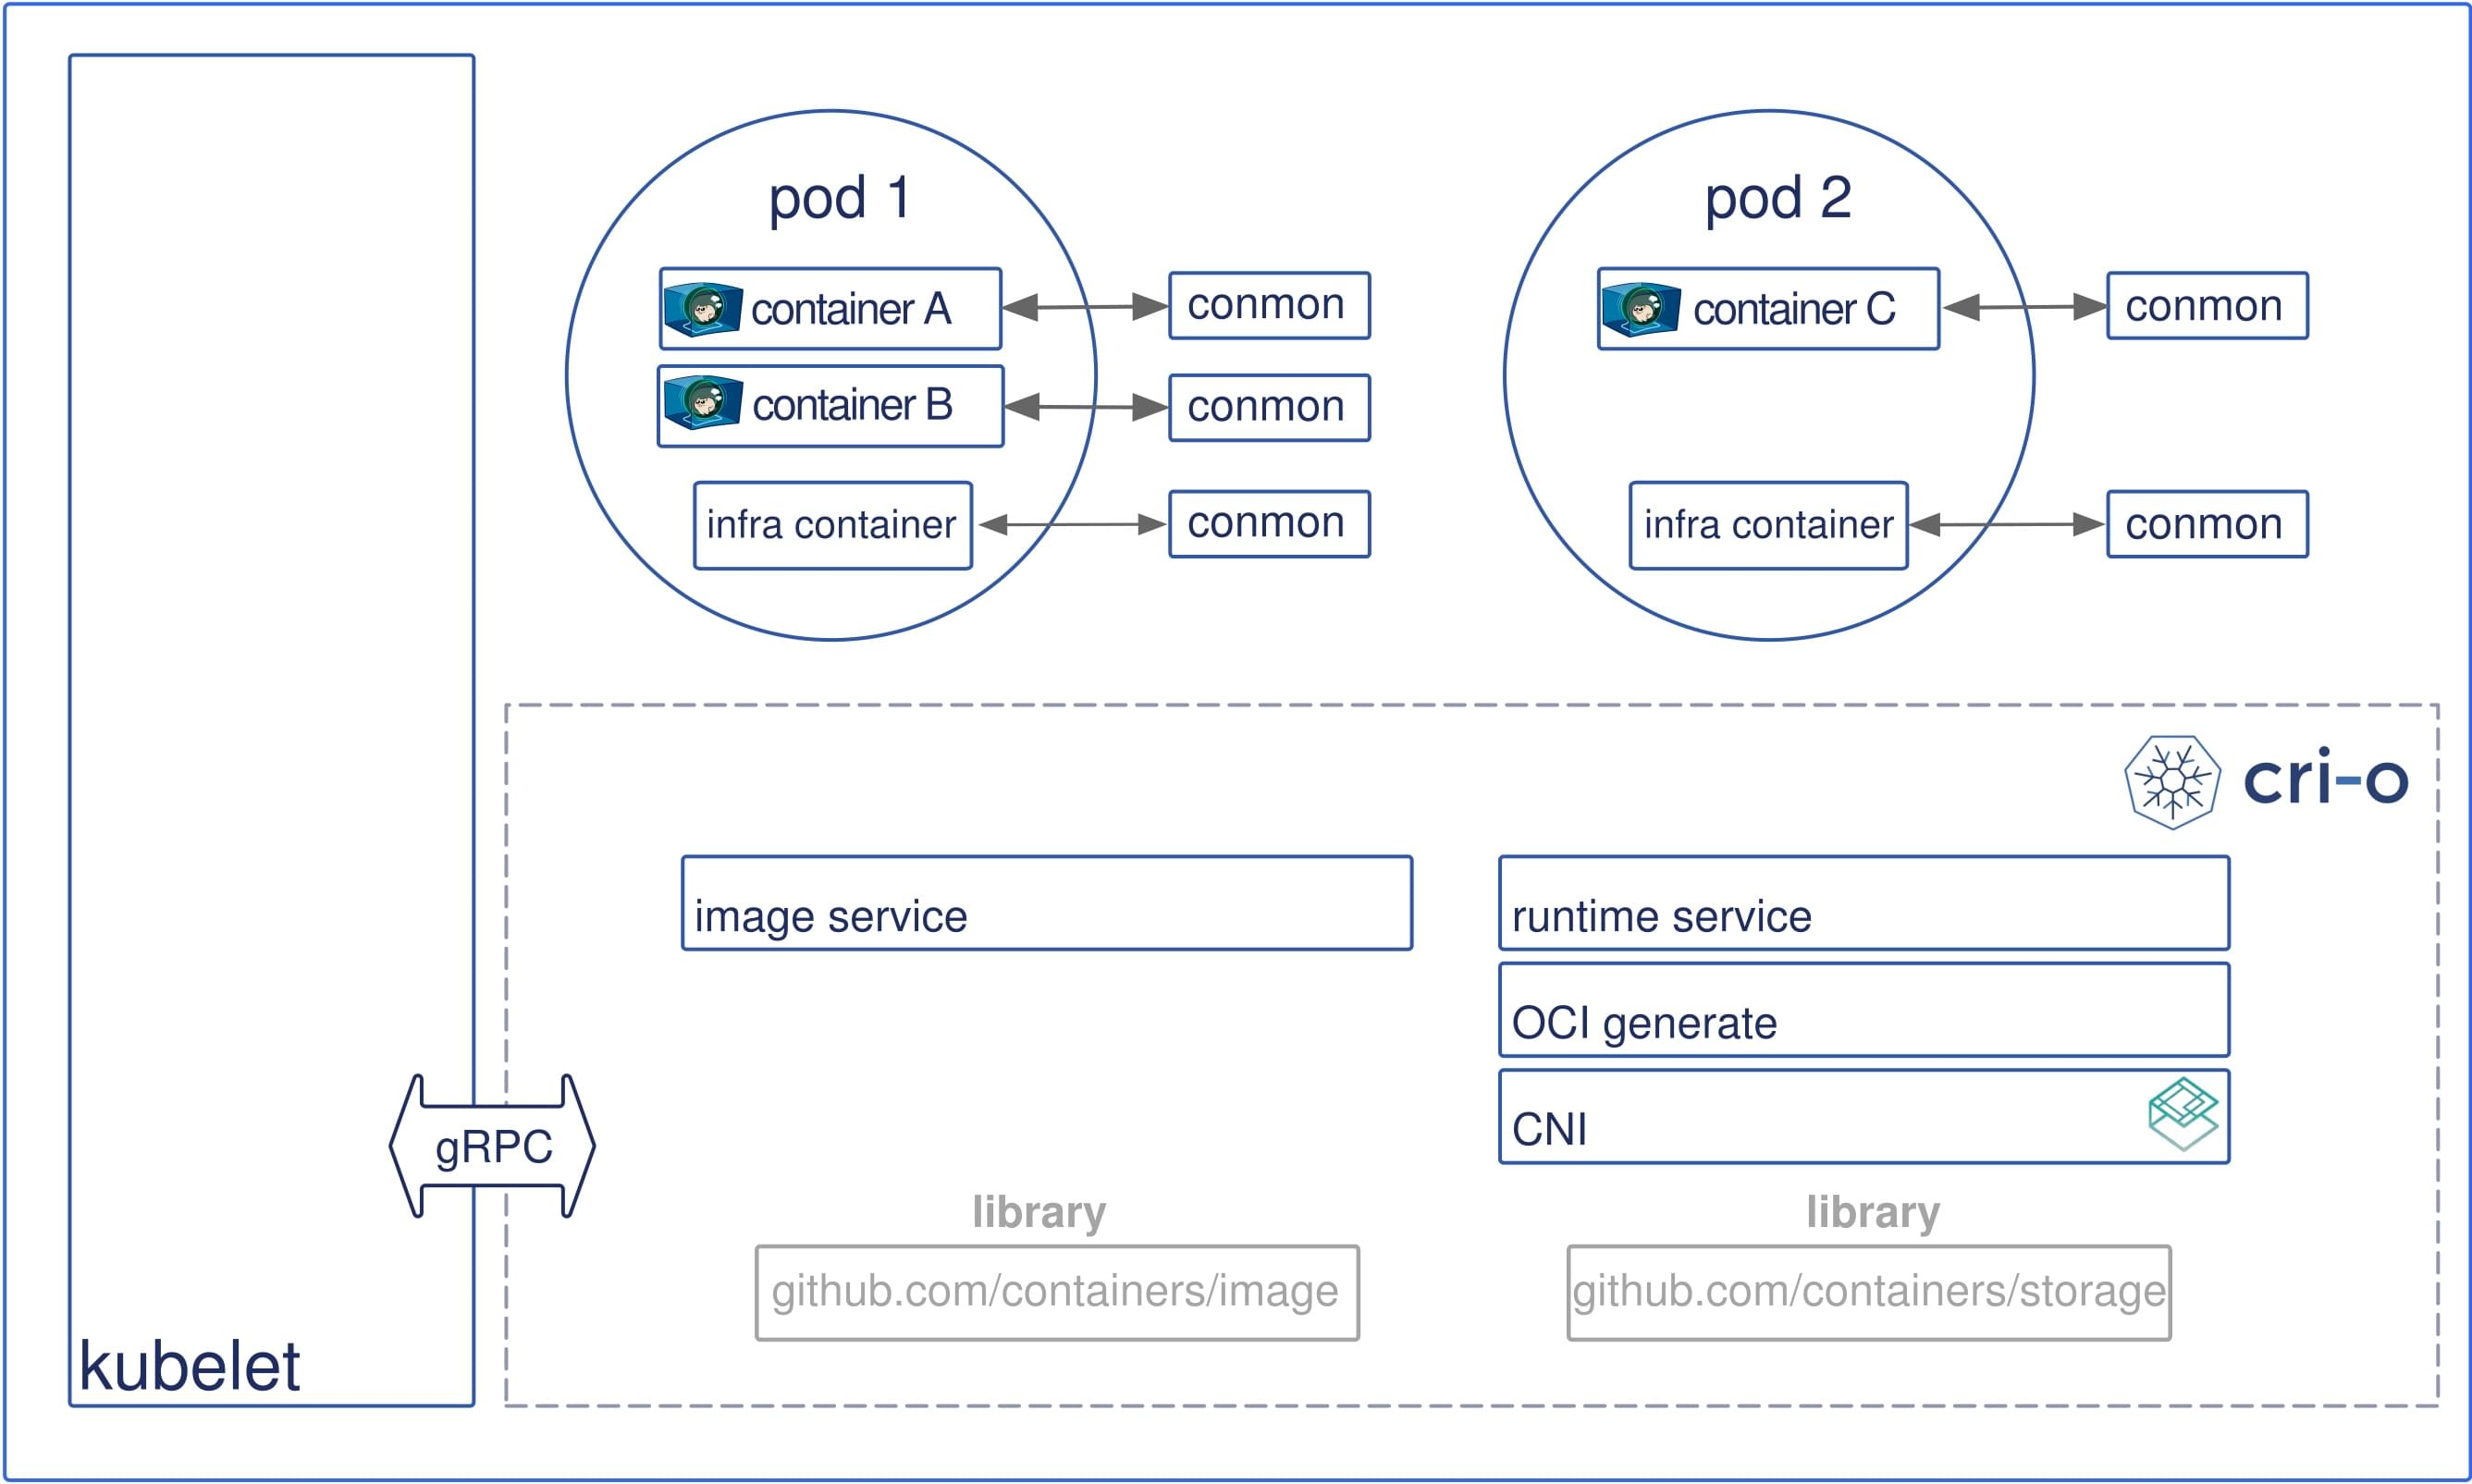 pod 1
container A
conmon
container B
conmon
infra container
conmon
pod 2
container C
conmon
infra container
conmon
cri-o
image service
runtime service
OCI generate
CNI
gRPC
library
github.com/containers/image
library
github.com/containers/storage
kubelet